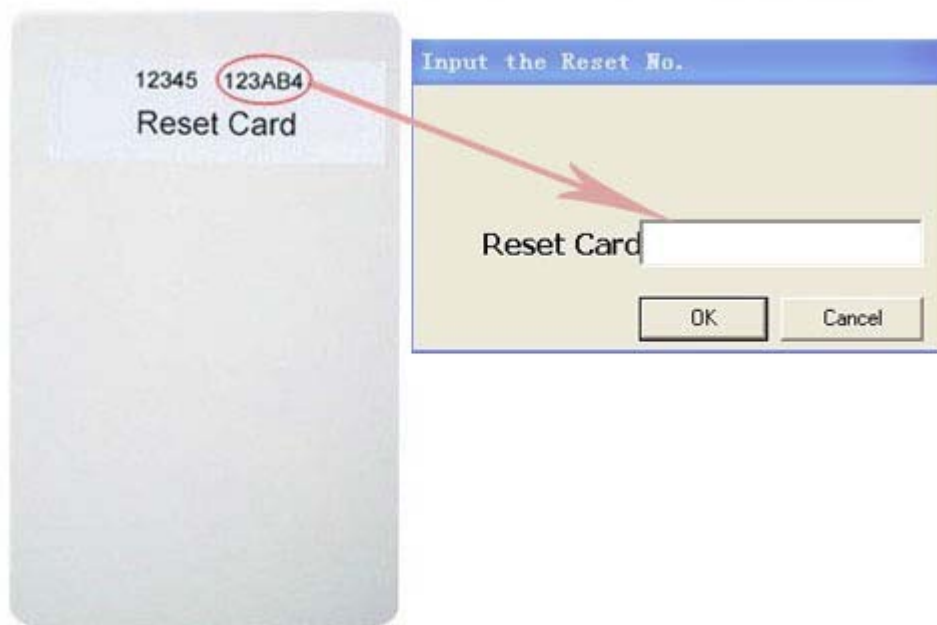 12345 123AB4
Reset Card
Input the Reset No.
Reset Card
OK Cancel